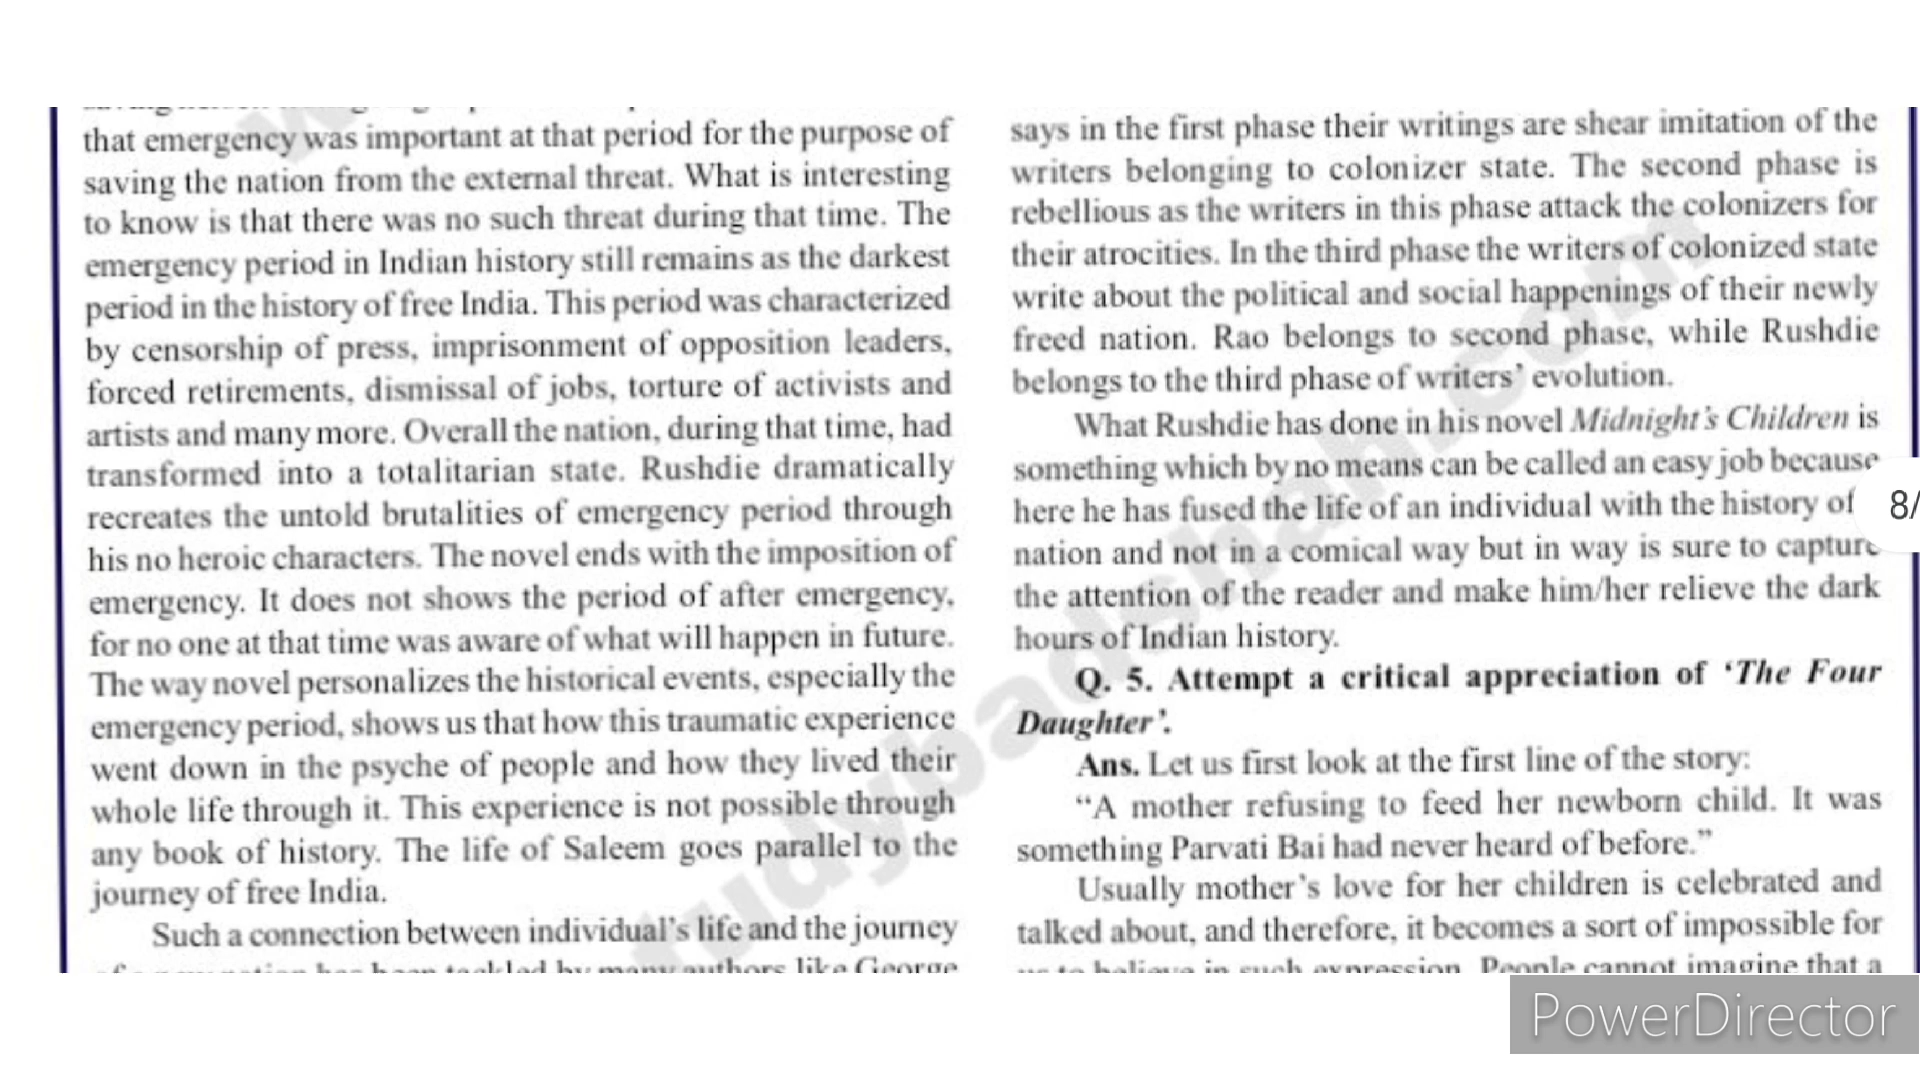 that emergency was important at that period for the purpose of
saving the nation from the external threat. What is interesting
to know is that there was no such threat during that time. The
emergency period in Indian history still remains as the darkest
period in the history of free India. This period was characterized
by censorship of press, imprisonment of opposition leaders,
forced retirements, dismissal of jobs, torture of activists and
artists and many more. Overall the nation, during that time, had
transformed into a totalitarian state. Rushdie dramatically
recreates the untold brutalities of emergency period through
his no heroic characters. The novel ends with the imposition of
emergency. It does not shows the period of after emergency,
for no one at that time was aware of what will happen in future.
The way novel personalizes the historical events, especially the
emergency period, shows us that how this traumatic experience
went down in the psyche of people and how they lived their
whole life through it. This experience is not possible through
any book of history. The life of Saleem goes parallel to the
journey of free India.
Such a connection between individual's life and the journey
has been tackled by many authors like George
says in the first phase their writings are shear imitation of the
writers belonging to colonizer state. The second phase is
rebellious as the writers in this phase attack the colonizers for
their atrocities. In the third phase the writers of colonized state
write about the political and social happenings of their newly
freed nation. Rao belongs to second phase, while Rushdie
belongs to the third phase of writers' evolution.
What Rushdie has done in his novel Midnight's Children is
something which by no means can be called an easy job because
here he has fused the life of an individual with the history of
nation and not in a comical way but in way is sure to capture
the attention of the reader and make him/her relieve the dark
hours of Indian history.
Q. 5. Attempt a critical appreciation of ‘The Four
Daughter’.
Ans. Let us first look at the first line of the story:
“A mother refusing to feed her newborn child. It was
something Parvati Bai had never heard of before.”
Usually mother's love for her children is celebrated and
talked about, and therefore, it becomes a sort of impossible for
us to believe in such expression. People cannot imagine that a
8/
PowerDirector